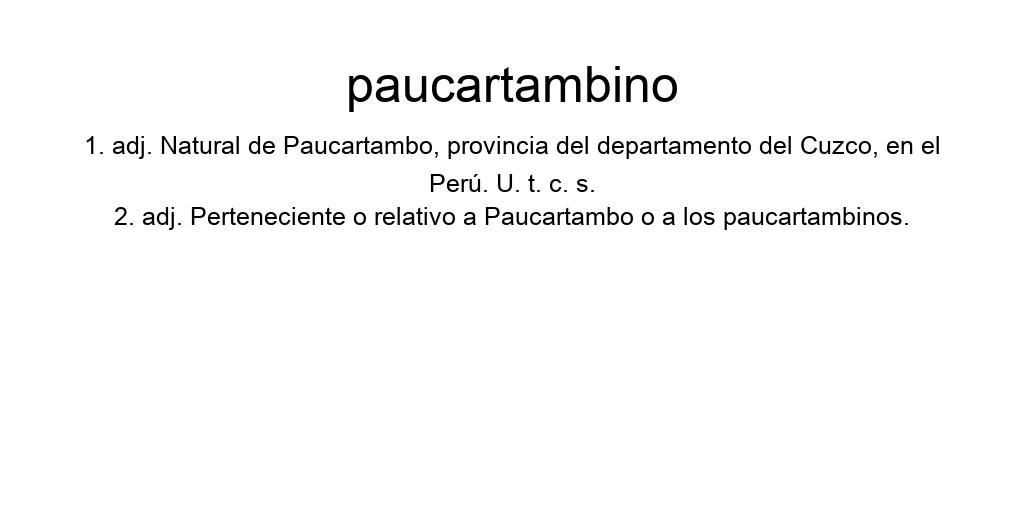 paucartambino
1. adj. Natural de Paucartambo, provincia del departamento del Cuzco, en el
Perú. U. t. c. s.
2. adj. Perteneciente o relativo a Paucartambo o a los paucartambinos.